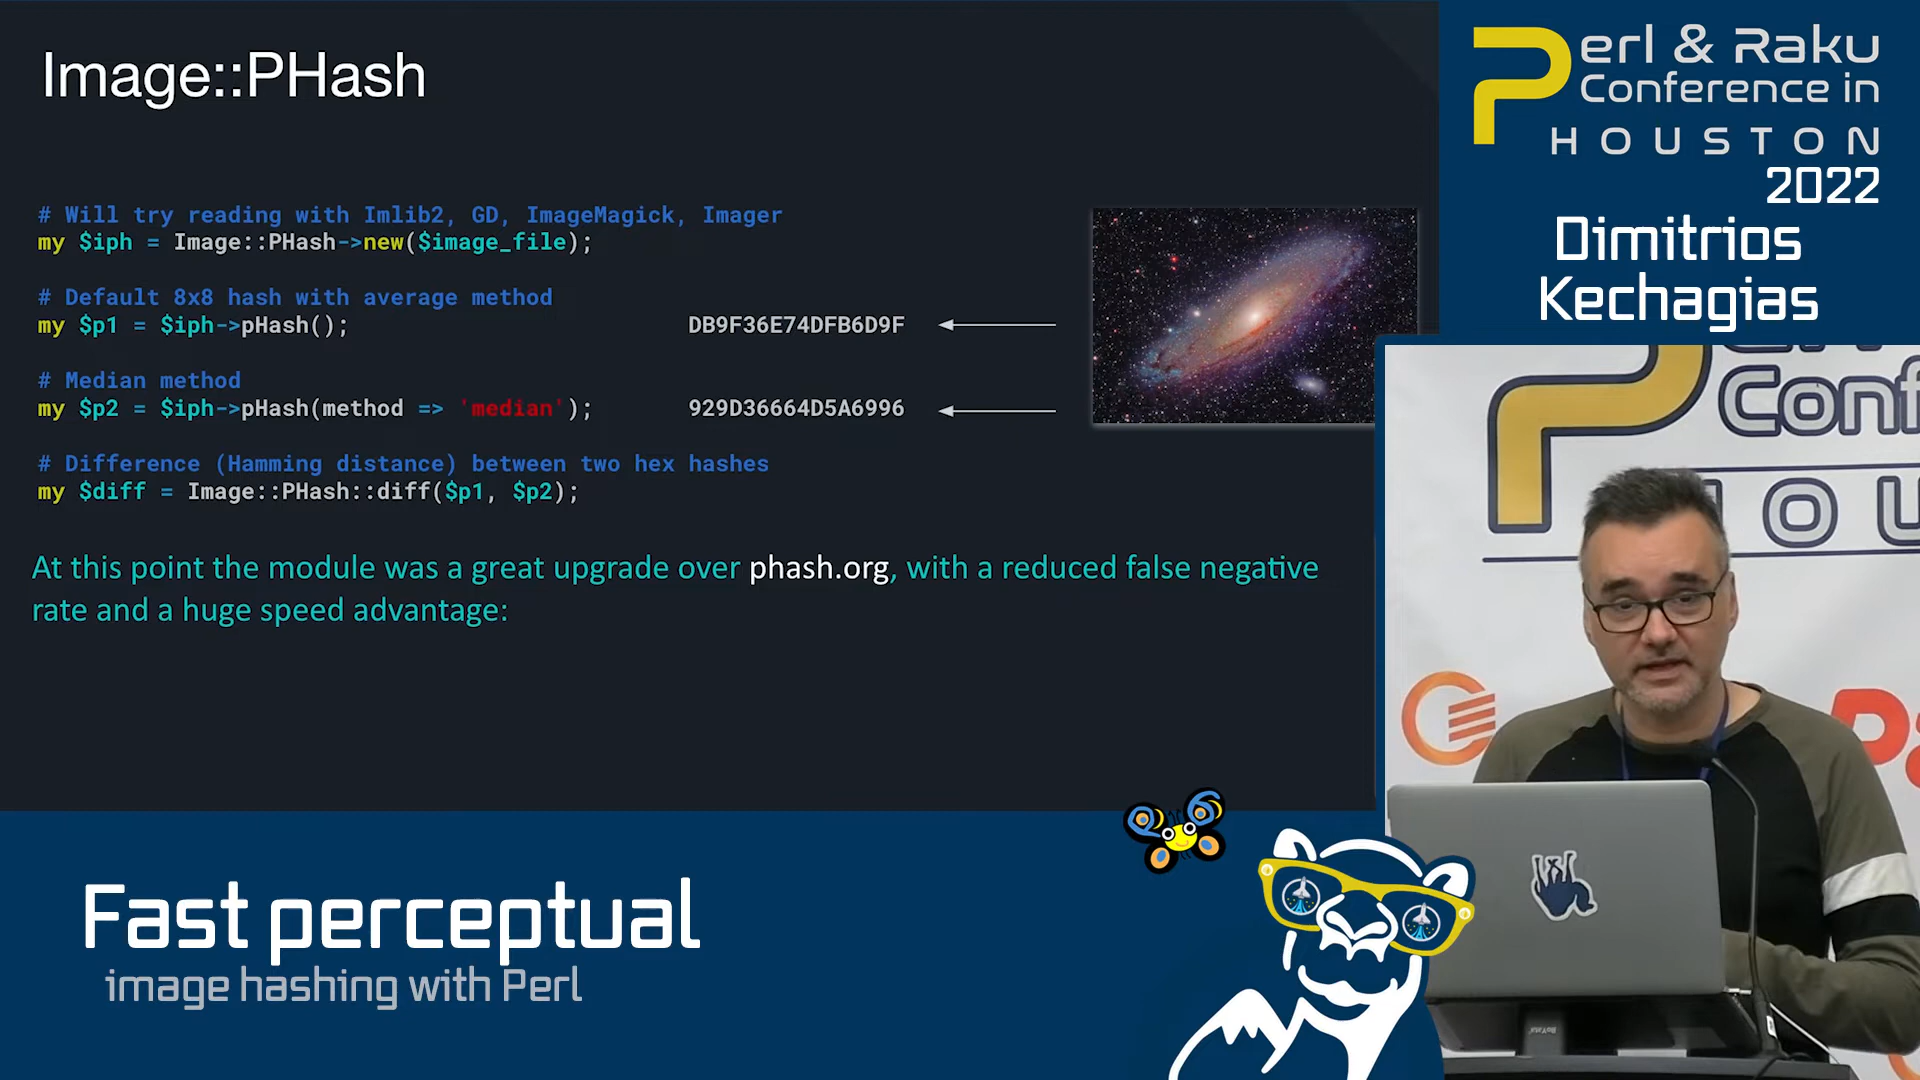 Image::PHash
# Will try reading with Imlib2, GD, ImageMagick, Imager
my $iph = Image::PHash->new($image_file);
# Default 8x8 hash with average method
my $p1 = $iph->pHash();
DB9F36E74DFB6D9F
# Median method
my $p2 = $iph->pHash(method => 'median');
929D36664D5A6996
# Difference (Hamming distance) between two hex hashes
my $diff = Image::PHash::diff($p1, $p2);
At this point the module was a great upgrade over phash.org, with a reduced false negative
rate and a huge speed advantage:
Perl & Raku
Conference in
HOUSTON
2022
Dimitrios
Kechagias
Conf
HOU
Fast perceptual
image hashing with Perl